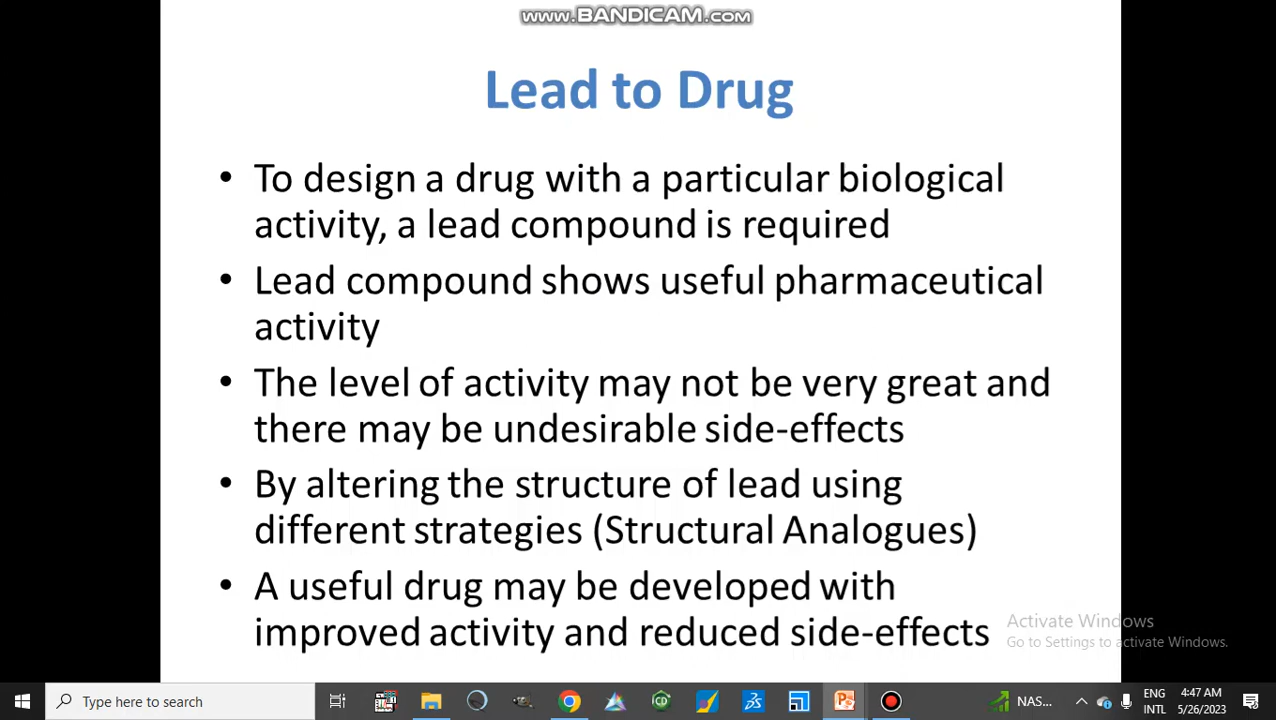 www.BANDICAM.com
Lead to Drug
• To design a drug with a particular biological
activity, a lead compound is required
• Lead compound shows useful pharmaceutical
activity
• The level of activity may not be very great and
there may be undesirable side-effects
• By altering the structure of lead using
different strategies (Structural Analogues)
• A useful drug may be developed with
improved activity and reduced side-effects
Activate Windows
Go to Settings to activate Windows.
Type here to search
NAS...
ENG
INTL
4:47 AM
5/26/2023